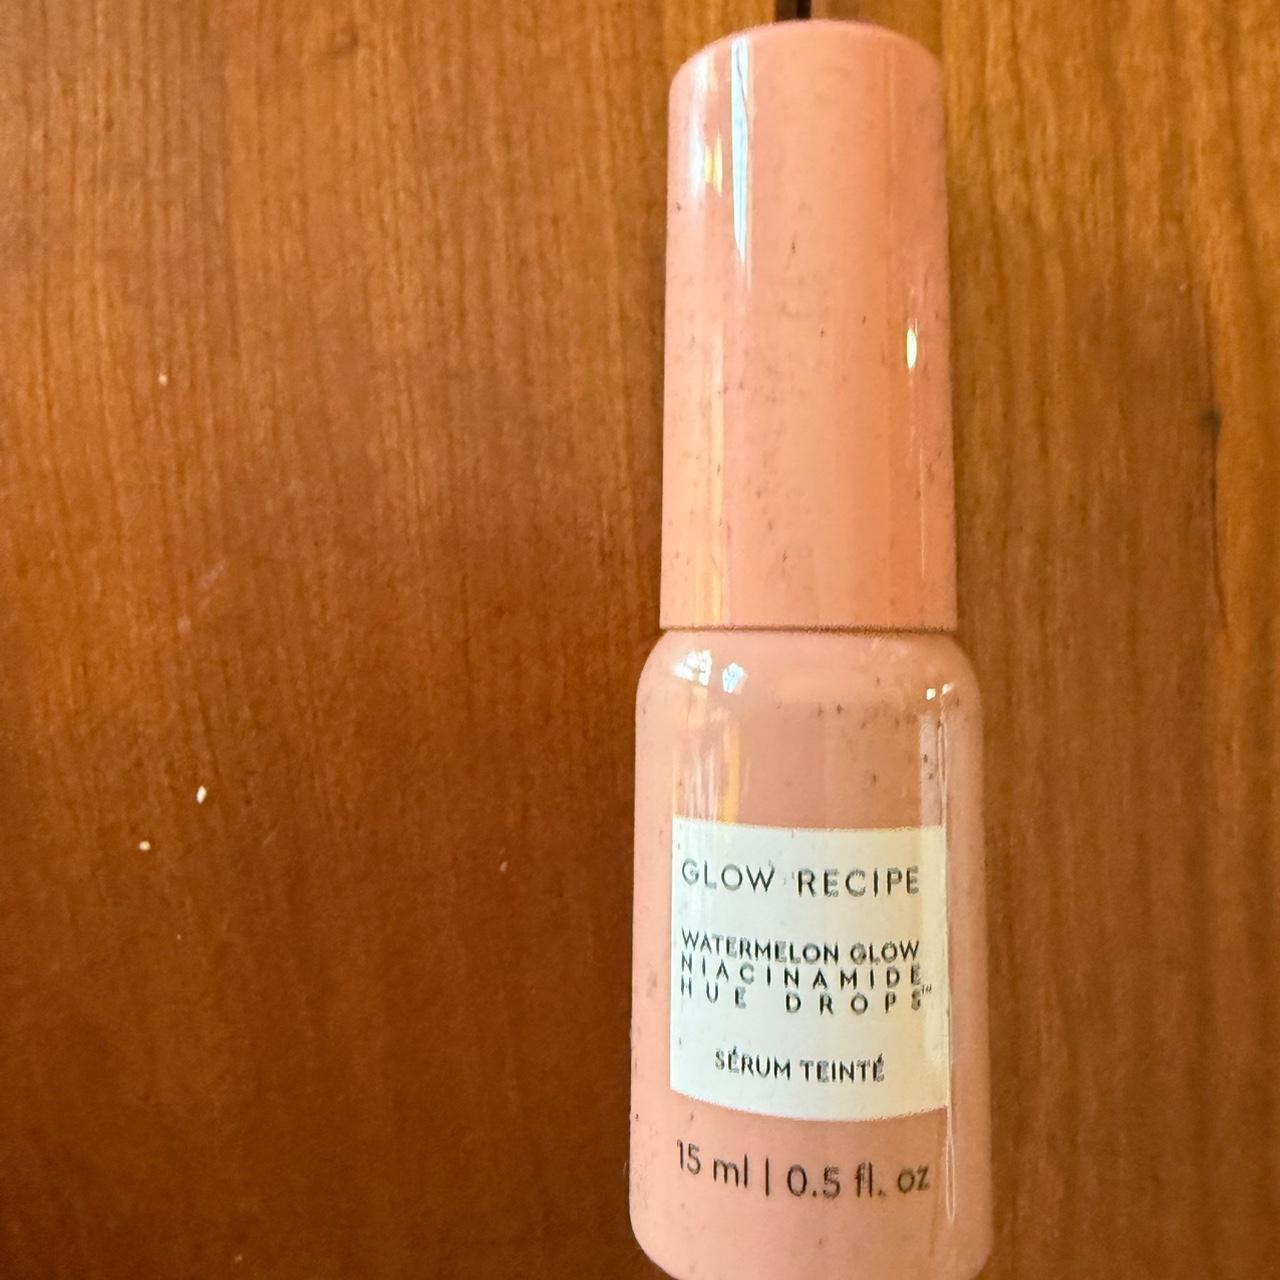 GLOW RECIPE
WATERMELON GLOW
NIACINAMIDE
HUE DROPS™
SÉRUM TEINTÉ
15 ml | 0.5 fl. oz